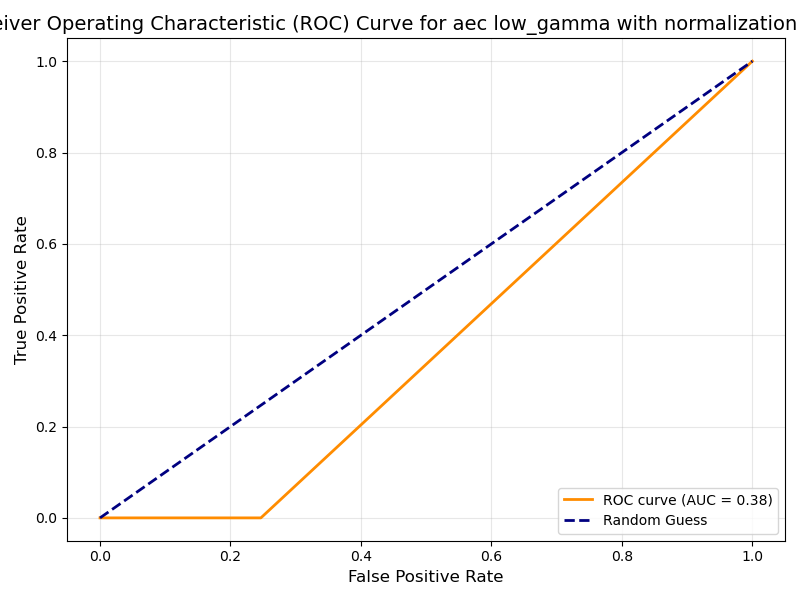 eiver Operating Characteristic (ROC) Curve for aec low_gamma with normalization
1.0
0.8
0.6
0.4
0.2
0.0
True Positive Rate
0.0 0.2 0.4 0.6 0.8 1.0
False Positive Rate
ROC curve (AUC = 0.38)
Random Guess